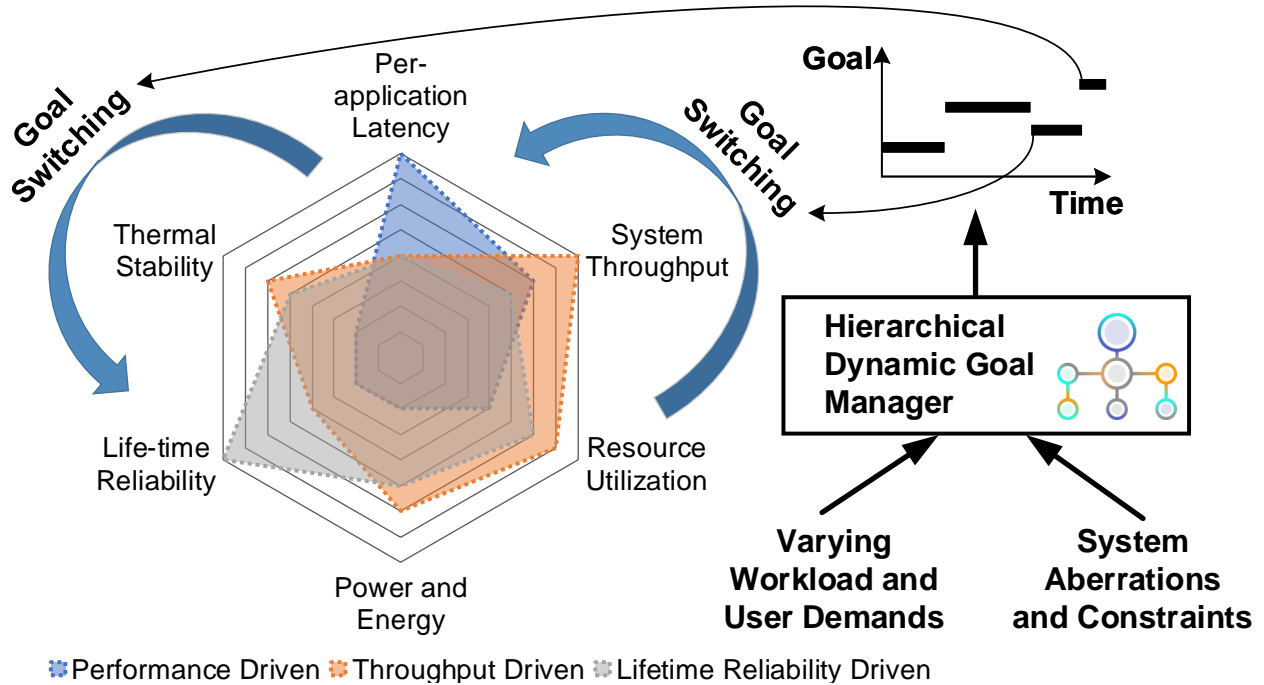 Goal
Switching
Per-
application
Latency
Goal
Switching
Goal
Time
Thermal
Stability
System
Throughput
Hierarchical
Dynamic Goal
Manager
Life-time
Reliability
Resource
Utilization
Power and
Energy
Varying
Workload and
User Demands
System
Aberrations
and Constraints
Performance Driven Throughput Driven Lifetime Reliability Driven